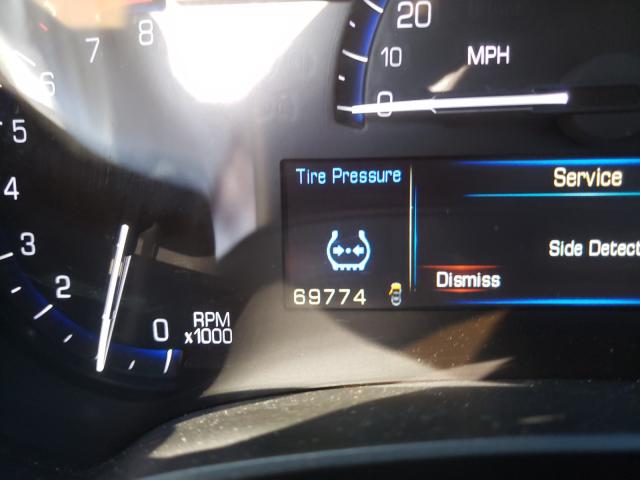 8
7
6
5
4
3
2
0
RPM
x1000
20
10
0
MPH
Tire Pressure
69774
Service
Side Detect
Dismiss